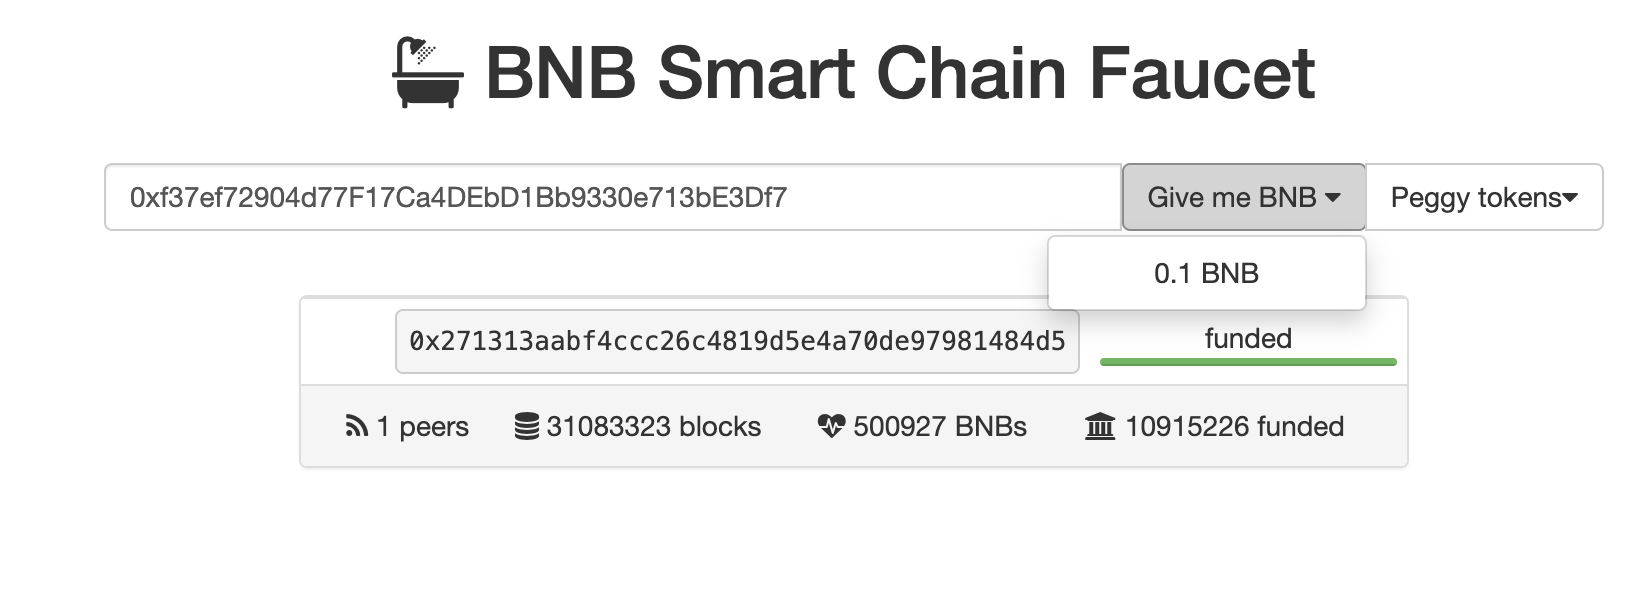 BNB Smart Chain Faucet
0xf37ef72904d77F17Ca4DEbD1Bb9330e713bE3Df7 Give me BNB Peggy tokens
0.1 BNB
0x271313aabf4ccc26c4819d5e4a70de97981484d5 funded
1 peers 31083323 blocks 500927 BNBs 10915226 funded